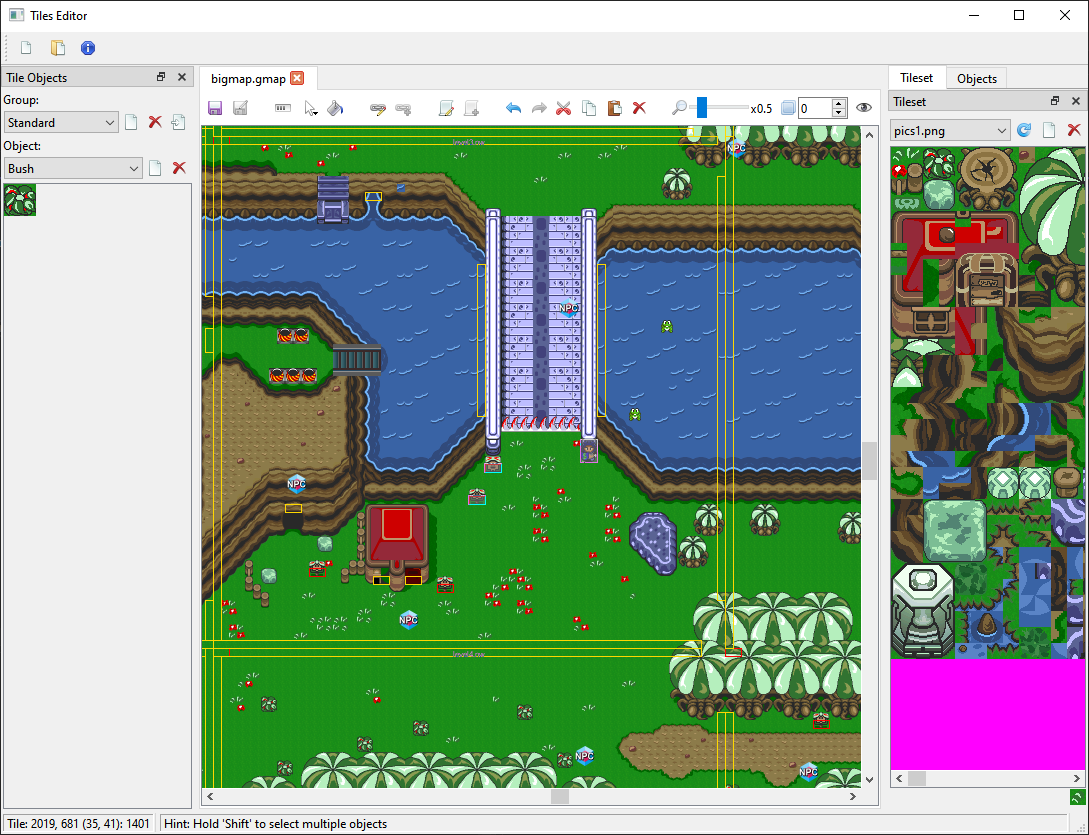 Tiles Editor
Tile Objects
Group:
Standard
Object:
Bush
bigmap.gmap
x0.5
0
Tileset
Objects
Tileset
pics1.png
NPC
NPC
NPC
NPC
NPC
NPC
Tile: 2019, 681 (35, 41): 1401
Hint: Hold 'Shift' to select multiple objects